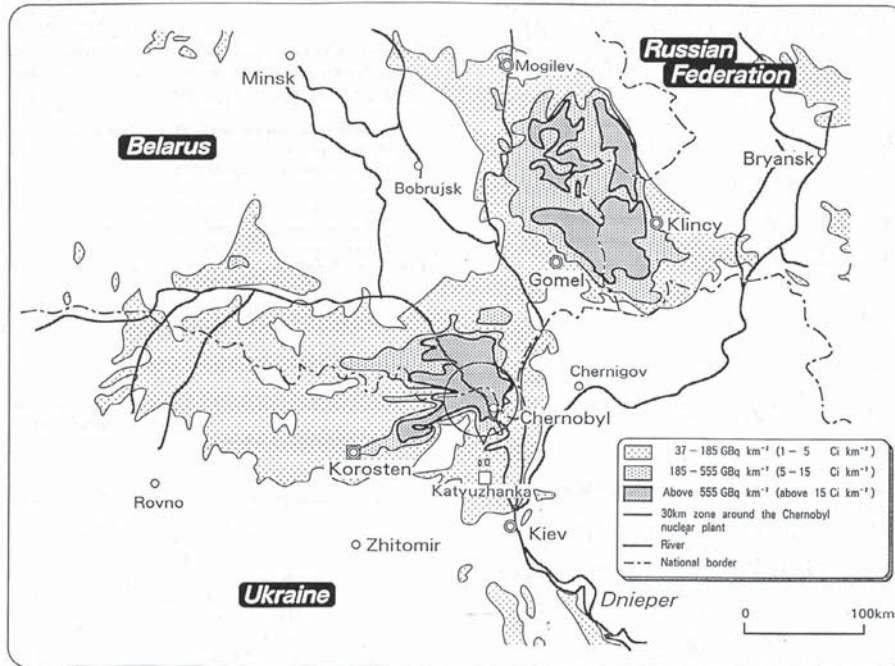 Russian
Federation
Mogilev
Minsk
Belarus
Bryansk
Bobrujsk
Klincy
Gomel
Chernigov
Chernobyl
Korosten
Katyuzhanka
Rovno
Kiev
Zhitomir
Ukraine
Dnieper
37 – 185 GBq km⁻² (1 – 5 Ci km⁻²)
185 – 555 GBq km⁻² (5 – 15 Ci km⁻²)
Above 555 GBq km⁻² (above 15 Ci km⁻²)
30km zone around the Chernobyl
nuclear plant
River
National border
0 100km